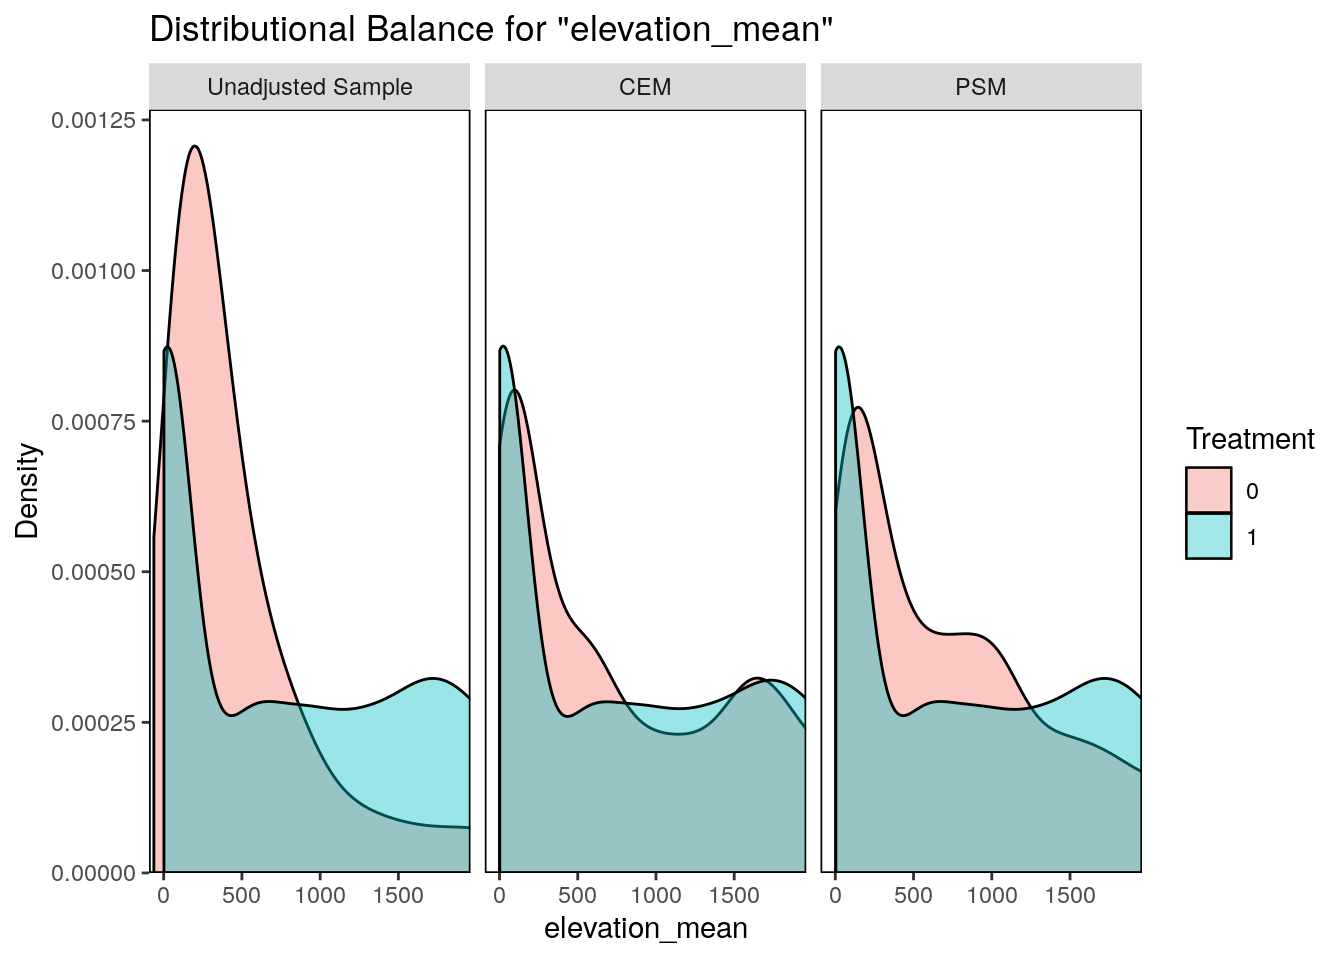 Distributional Balance for "elevation_mean"
Unadjusted Sample
CEM
PSM
0.00125
0.00100
0.00075
0.00050
0.00025
0.00000
Density
0 500 1000 1500
0 500 1000 1500
0 500 1000 1500
elevation_mean
Treatment
0
1